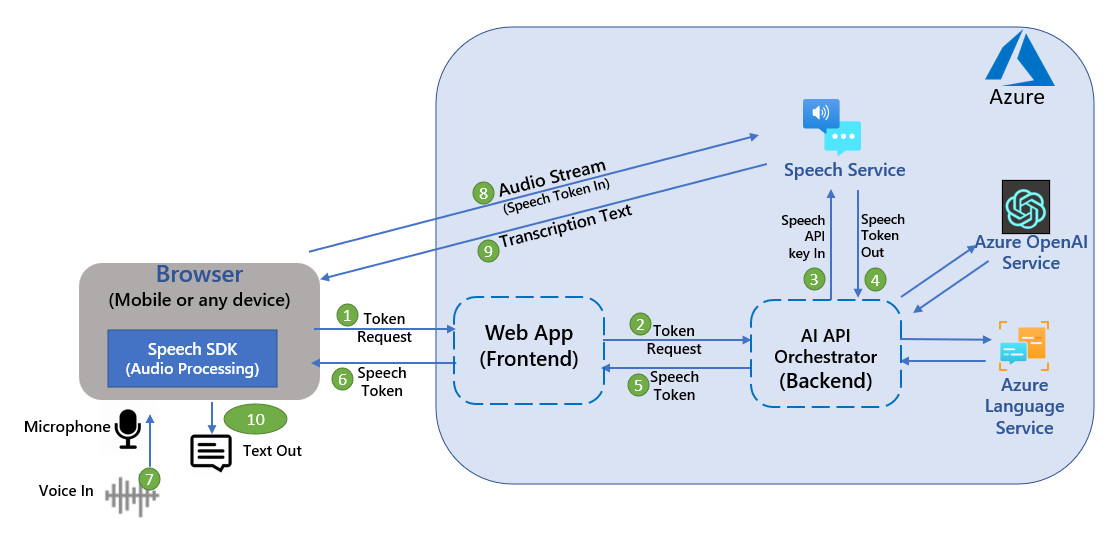 Azure
Speech Service
8 Audio Stream
(Speech Token In)
9 Transcription Text
Speech
API
key In
3
Speech
Token
Out
4
Azure OpenAI
Service
Browser
(Mobile or any device)
Speech SDK
(Audio Processing)
1 Token
Request
6 Speech
Token
Web App
(Frontend)
2 Token
Request
5 Speech
Token
AI API
Orchestrator
(Backend)
Azure
Language
Service
Microphone
10
Text Out
7
Voice In